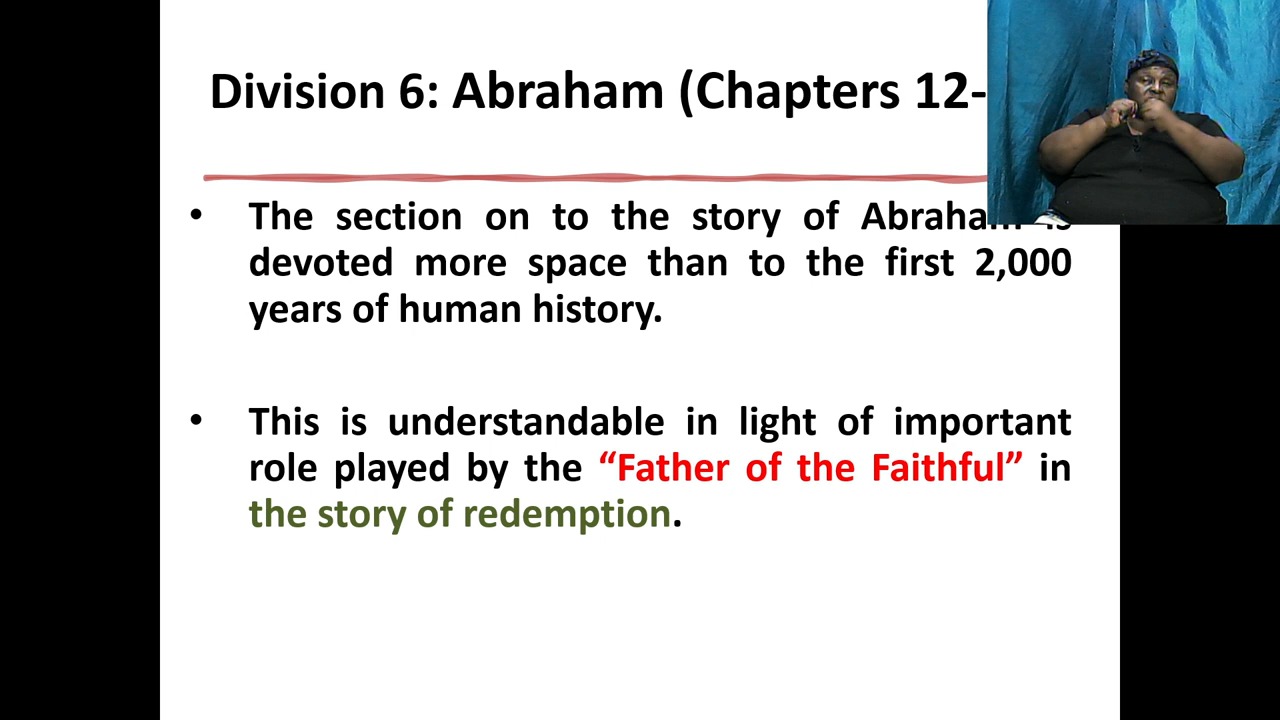 Division 6: Abraham (Chapters 12-
• The section on to the story of Abraham is
devoted more space than to the first 2,000
years of human history.
• This is understandable in light of important
role played by the “Father of the Faithful” in
the story of redemption.